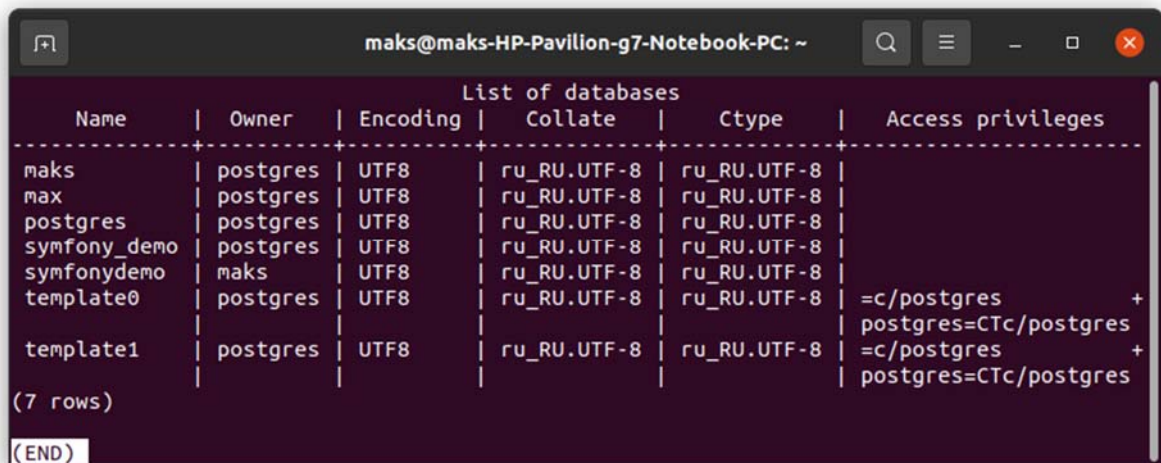 maks@maks-HP-Pavilion-g7-Notebook-PC: ~
List of databases
Name | Owner | Encoding | Collate | Ctype | Access privileges
--------------+----------+----------+-------------+-------------+-----------------------
maks | postgres | UTF8 | ru_RU.UTF-8 | ru_RU.UTF-8 |
max | postgres | UTF8 | ru_RU.UTF-8 | ru_RU.UTF-8 |
postgres | postgres | UTF8 | ru_RU.UTF-8 | ru_RU.UTF-8 |
symfony_demo | postgres | UTF8 | ru_RU.UTF-8 | ru_RU.UTF-8 |
symfonydemo | maks | UTF8 | ru_RU.UTF-8 | ru_RU.UTF-8 |
template0 | postgres | UTF8 | ru_RU.UTF-8 | ru_RU.UTF-8 | =c/postgres +
| | | | | postgres=CTc/postgres
template1 | postgres | UTF8 | ru_RU.UTF-8 | ru_RU.UTF-8 | =c/postgres +
| | | | | postgres=CTc/postgres
(7 rows)
(END)